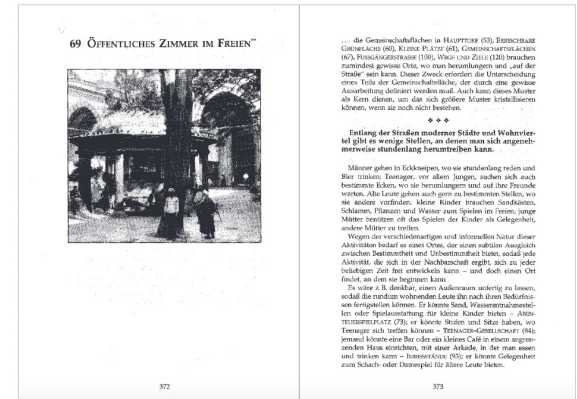 69 ÖFFENTLICHES ZIMMER IM FREIEN**
372
. . . die Gemeinschaftsflächen in HAUPTTORE (53), ERREICHBARE
GRÜNFLÄCHE (60), KLEINE PLÄTZE (61), GEMEINSCHAFTSFLÄCHEN
(67), FUSSGÄNGERSTRASSE (100), WEGE UND ZIELE (120) brauchen
zumindest gewisse Orte, wo man herumlungern und „auf der
Straße“ sein kann. Dieser Zweck erfordert die Unterscheidung
eines Teils der Gemeinschaftsfläche, der durch eine gewisse
Ausarbeitung definiert werden muß. Auch kann dieses Muster
als Kern dienen, um das sich größere Muster kristallisieren
können, wenn sie noch nicht bestehen.
❖ ❖ ❖
Entlang der Straßen moderner Städte und Wohnvier-
tel gibt es wenige Stellen, an denen man sich angeneh-
merweise stundenlang herumtreiben kann.
Männer gehen in Eckkneipen, wo sie stundenlang reden und
Bier trinken; Teenager, vor allem Jungen, suchen sich auch
bestimmte Ecken, wo sie herumlungern und auf ihre Freunde
warten. Alte Leute gehen auch gern zu bestimmten Stellen, wo
sie andere vorfinden; kleine Kinder brauchen Sandkästen,
Schlamm, Pflanzen und Wasser zum Spielen im Freien; junge
Mütter benützen oft das Spielen der Kinder als Gelegenheit,
andere Mütter zu treffen.
Wegen der verschiedenartigen und informellen Natur dieser
Aktivitäten bedarf es eines Ortes, der einen subtilen Ausgleich
zwischen Bestimmtheit und Unbestimmtheit bietet, sodaß jede
Aktivität, die sich in der Nachbarschaft ergibt, sich zu jeder
beliebigen Zeit frei entwickeln kann – und doch einen Ort
findet, an dem sie beginnen kann.
Es wäre z. B. denkbar, einen Außenraum unfertig zu lassen,
sodaß die rundum wohnenden Leute ihn nach ihren Bedürfnis-
sen fertigstellen können. Er könnte Sand, Wasserentnahmestel-
len oder Spielausstattung für kleine Kinder bieten – ABEN-
TEUERSPIELPLATZ (73); er könnte Stufen und Sitze haben, wo
Teenager sich treffen können – TEENAGER-GESELLSCHAFT (84);
jemand könnte eine Bar oder ein kleines Café in einem angren-
zenden Haus einrichten, mit einer Arkade, in der man essen
und trinken kann – IMBISSSTÄNDE (93); er könnte Gelegenheit
zum Schach- oder Damespiel für ältere Leute bieten.
373